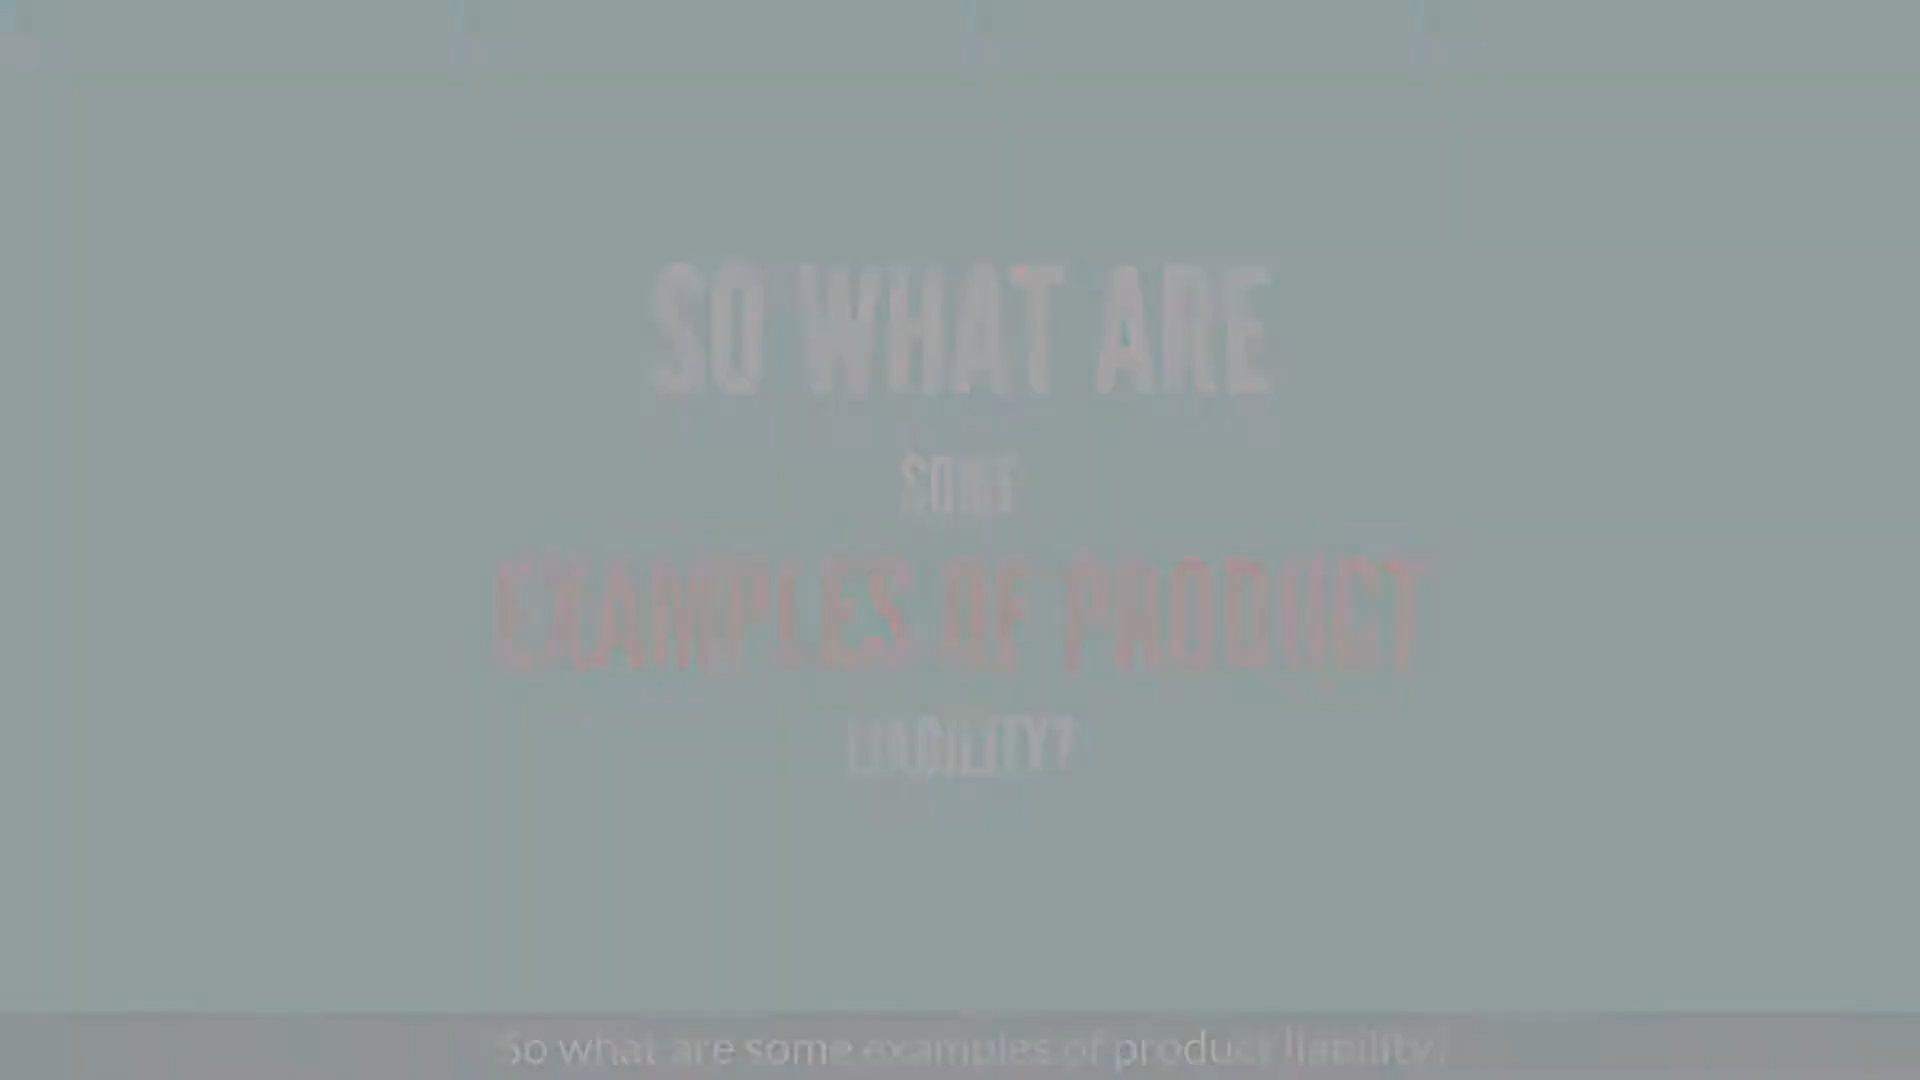 SO WHAT ARE
SOME
EXAMPLES OF PRODUCT
LIABILITY?
So what are some examples of product liability?